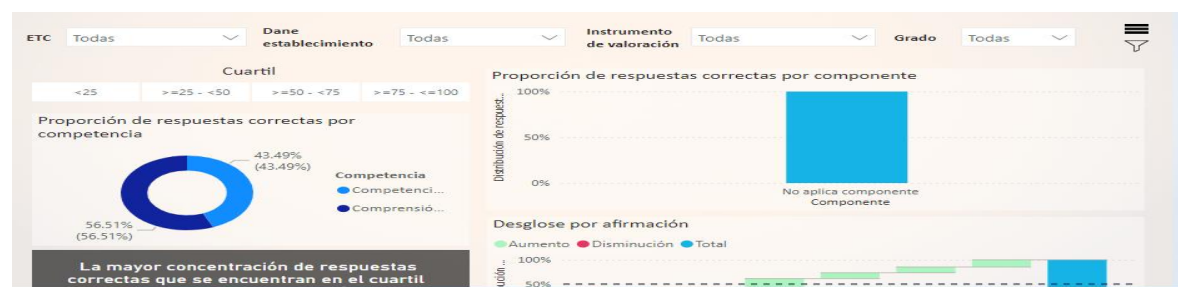 ETC
Todas
Dane
establecimiento
Todas
Instrumento
de valoración
Todas
Grado
Todas
Cuartil
<25
>=25 - <50
>=50 - <75
>=75 - <=100
Proporción de respuestas correctas por
competencia
43.49%
(43.49%)
56.51%
(56.51%)
Competencia
Competenci...
Comprensió...
La mayor concentración de respuestas
correctas que se encuentran en el cuartil
Proporción de respuestas correctas por componente
Distribución de respuest...
100%
50%
0%
No aplica componente
Componente
Desglose por afirmación
Aumento
Disminución
Total
100%
50%